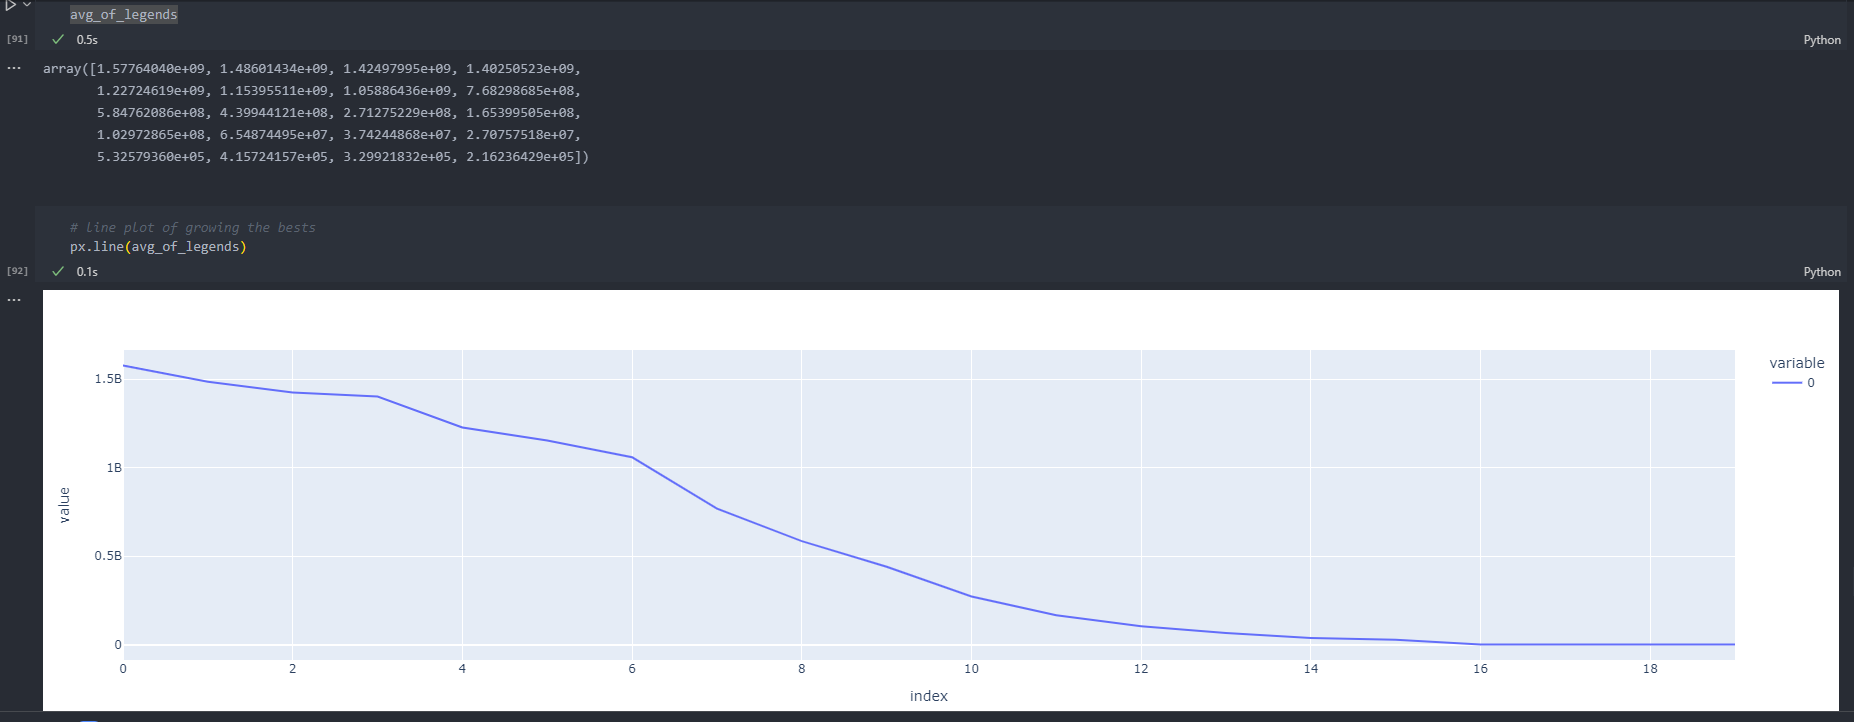 avg_of_legends
[91]
0.5s
Python
... array([1.57764040e+09, 1.48601434e+09, 1.42497995e+09, 1.40250523e+09,
1.22724619e+09, 1.15395511e+09, 1.05886436e+09, 7.68298685e+08,
5.84762086e+08, 4.39944121e+08, 2.71275229e+08, 1.65399505e+08,
1.02972865e+08, 6.54874495e+07, 3.74244868e+07, 2.70757518e+07,
5.32579360e+05, 4.15724157e+05, 3.29921832e+05, 2.16236429e+05])
# line plot of growing the bests
px.line(avg_of_legends)
[92]
0.1s
Python
...
variable
0
1.5B
1B
0.5B
0
value
0 2 4 6 8 10 12 14 16 18
index